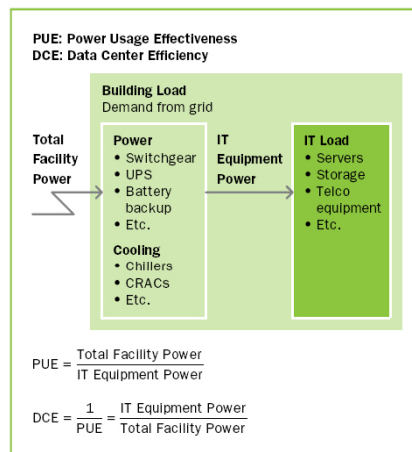 PUE: Power Usage Effectiveness
DCE: Data Center Efficiency
Building Load
Demand from grid
Total
Facility
Power
Power
• Switchgear
• UPS
• Battery
backup
• Etc.
Cooling
• Chillers
• CRACs
• Etc.
IT
Equipment
Power
IT Load
• Servers
• Storage
• Telco
equipment
• Etc.
PUE = Total Facility Power / IT Equipment Power
DCE = 1 / PUE = IT Equipment Power / Total Facility Power